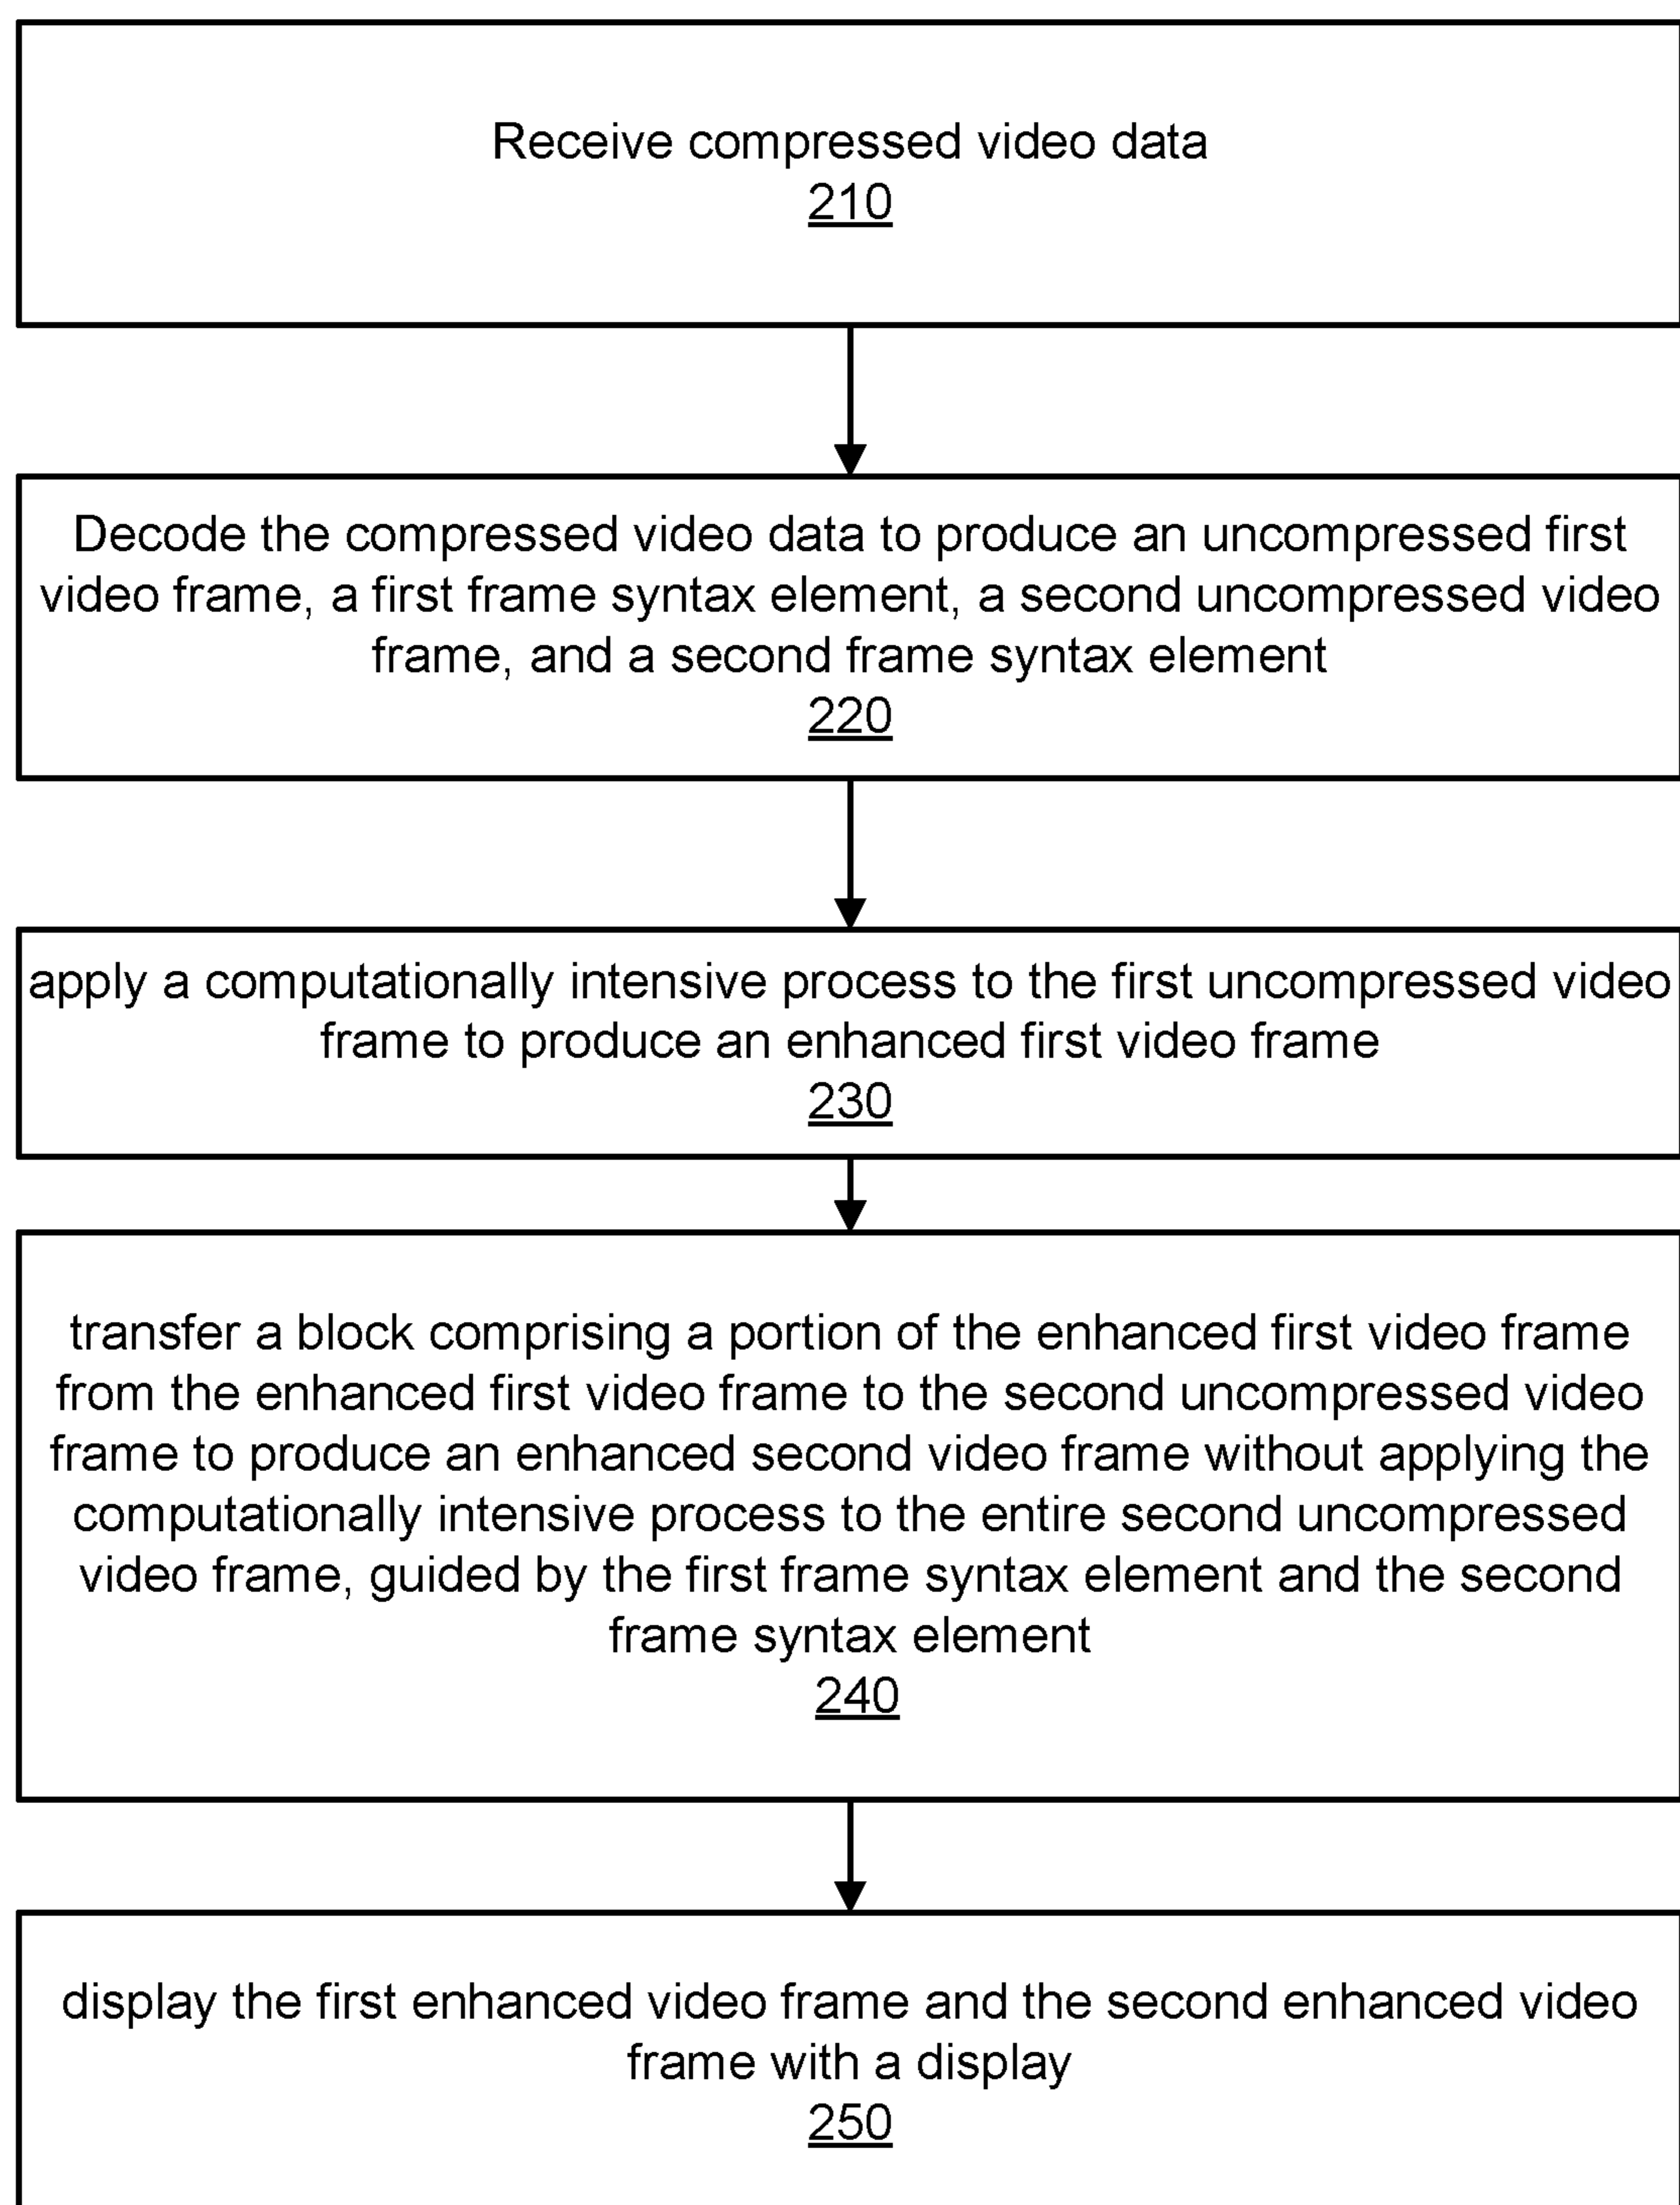 Receive compressed video data
210
Decode the compressed video data to produce an uncompressed first
video frame, a first frame syntax element, a second uncompressed video
frame, and a second frame syntax element
220
apply a computationally intensive process to the first uncompressed video
frame to produce an enhanced first video frame
230
transfer a block comprising a portion of the enhanced first video frame
from the enhanced first video frame to the second uncompressed video
frame to produce an enhanced second video frame without applying the
computationally intensive process to the entire second uncompressed
video frame, guided by the first frame syntax element and the second
frame syntax element
240
display the first enhanced video frame and the second enhanced video
frame with a display
250